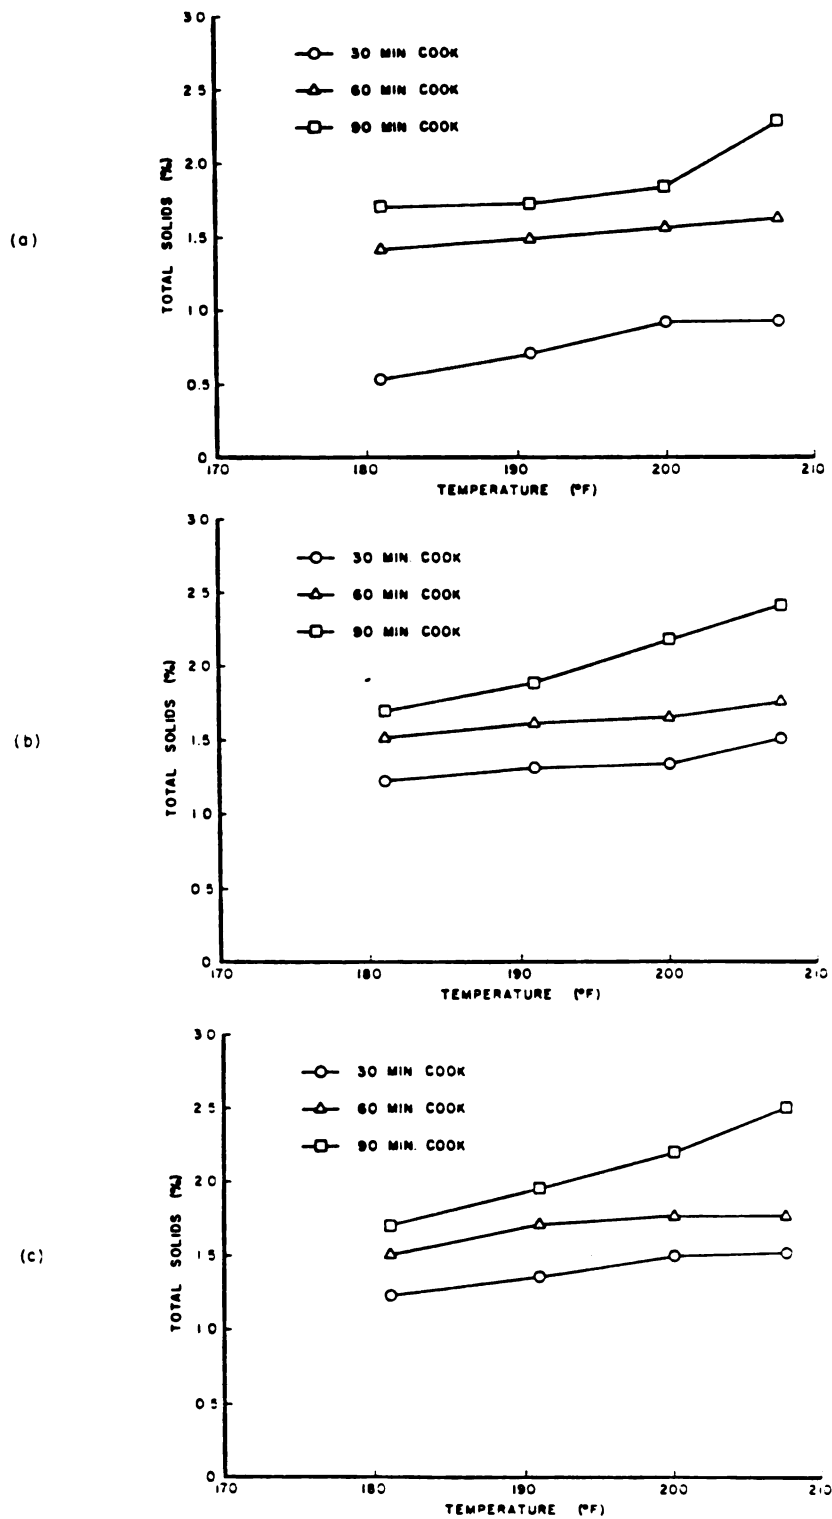 3.0
30 MIN COOK
2.5
60 MIN COOK
90 MIN COOK
2.0
TOTAL SOLIDS (%)
(a)
1.5
1.0
0.5
0
170 180 190 200 210
TEMPERATURE (°F)
3.0
30 MIN. COOK
2.5
60 MIN COOK
90 MIN COOK
2.0
TOTAL SOLIDS (%)
(b)
1.5
1.0
0.5
0
170 180 190 200 210
TEMPERATURE (°F)
3.0
30 MIN COOK
2.5
60 MIN COOK
90 MIN. COOK
2.0
TOTAL SOLIDS (%)
(c)
1.5
1.0
0.5
0
170 180 190 200 210
TEMPERATURE (°F)